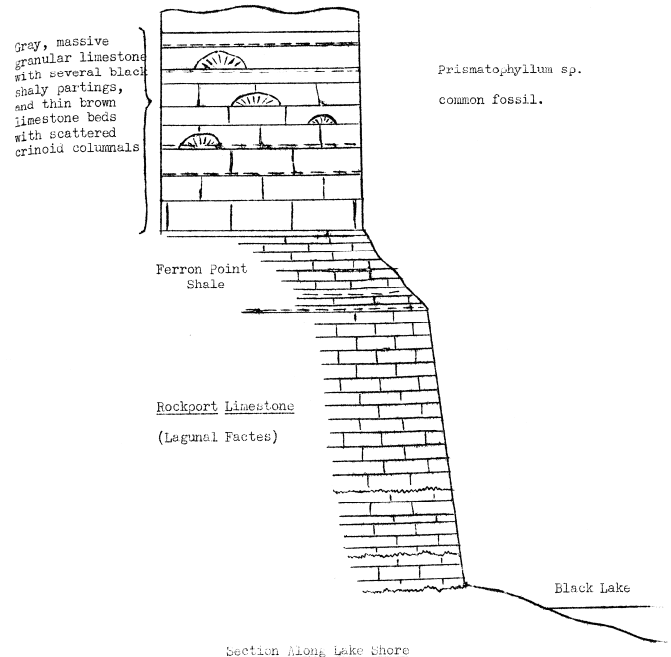 Gray, massive
granular limestone
with several black
shaly partings,
and thin brown
limestone beds
with scattered
crinoid columnals
Prismatophyllum sp.
common fossil.
Ferron Point
Shale
Rockport Limestone
(Lagunal Factes)
Black Lake
Section Along Lake Shore